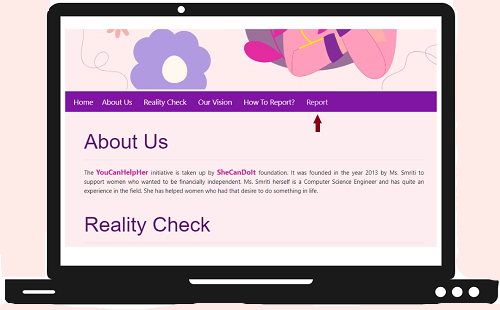 Home About Us Reality Check Our Vision How To Report? Report
About Us
The YouCanHelpHer initiative is taken up by SheCanDoIt foundation. It was founded in the year 2013 by Ms. Smriti to
support women who wanted to be financially independent. Ms. Smriti herself is a Computer Science Engineer and has quite an
experience in the field. She has helped women who had that desire to do something in life.
Reality Check